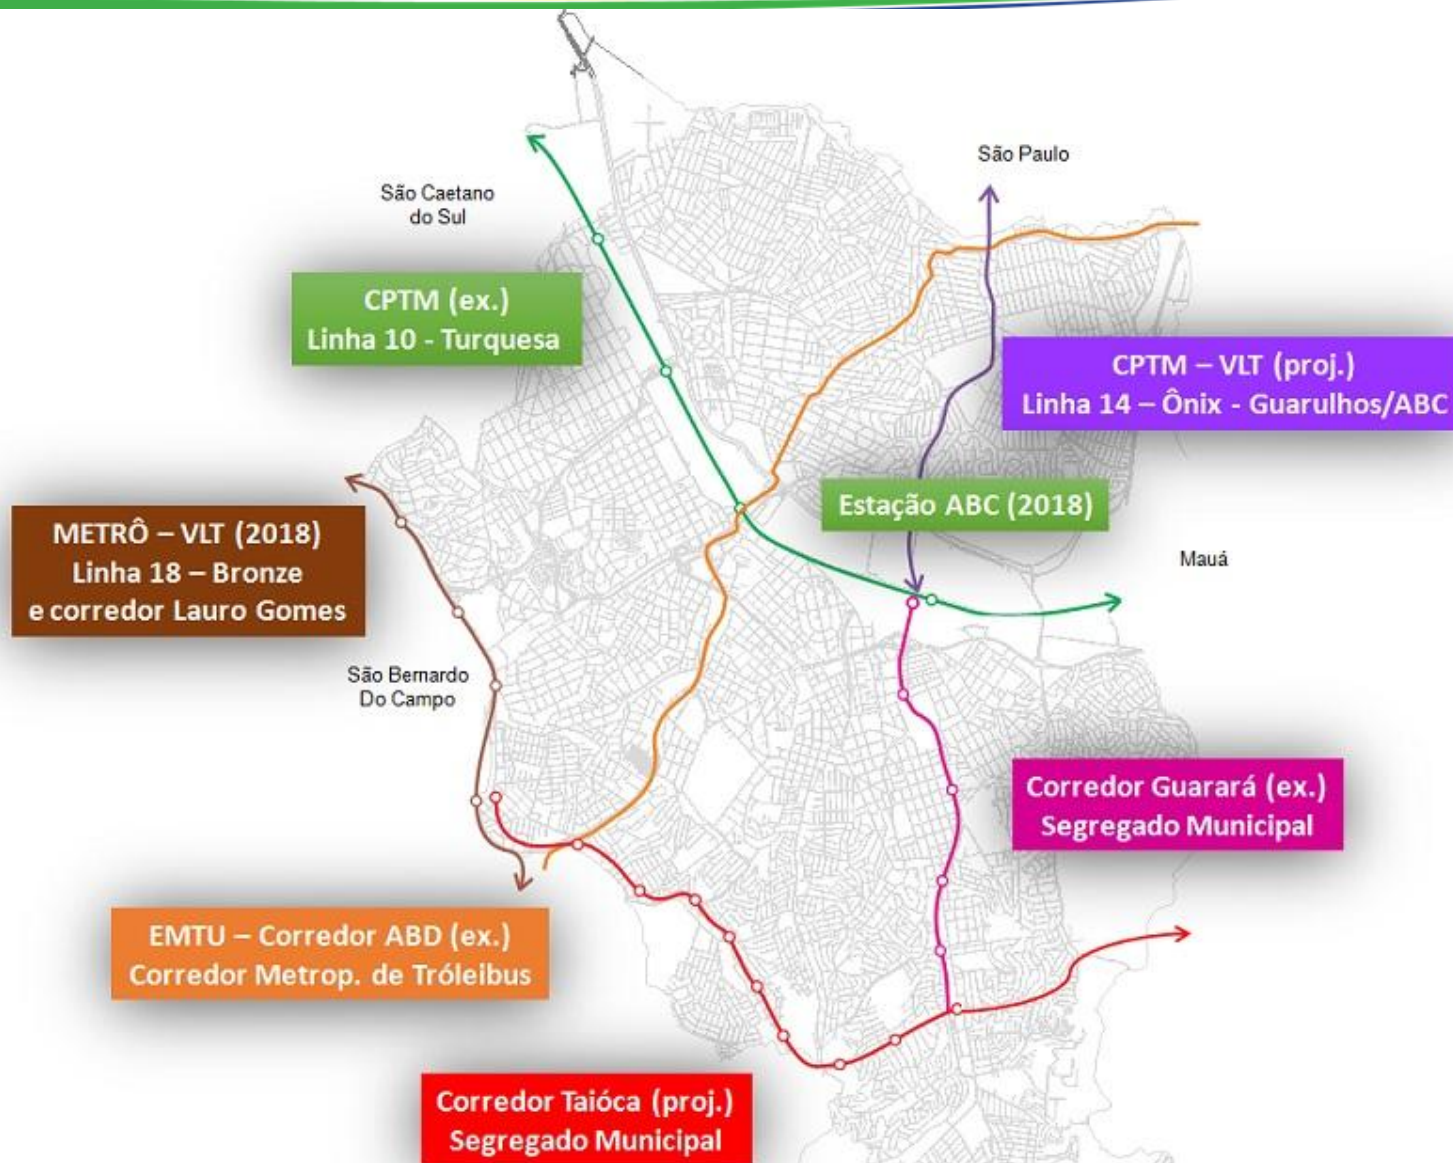 São Paulo
São Caetano
do Sul
CPTM (ex.)
Linha 10 - Turquesa
CPTM – VLT (proj.)
Linha 14 – Ônix - Guarulhos/ABC
Estação ABC (2018)
METRÔ – VLT (2018)
Linha 18 – Bronze
e corredor Lauro Gomes
Mauá
São Bernardo
Do Campo
Corredor Guarará (ex.)
Segregado Municipal
EMTU – Corredor ABD (ex.)
Corredor Metrop. de Tróleibus
Corredor Taióca (proj.)
Segregado Municipal